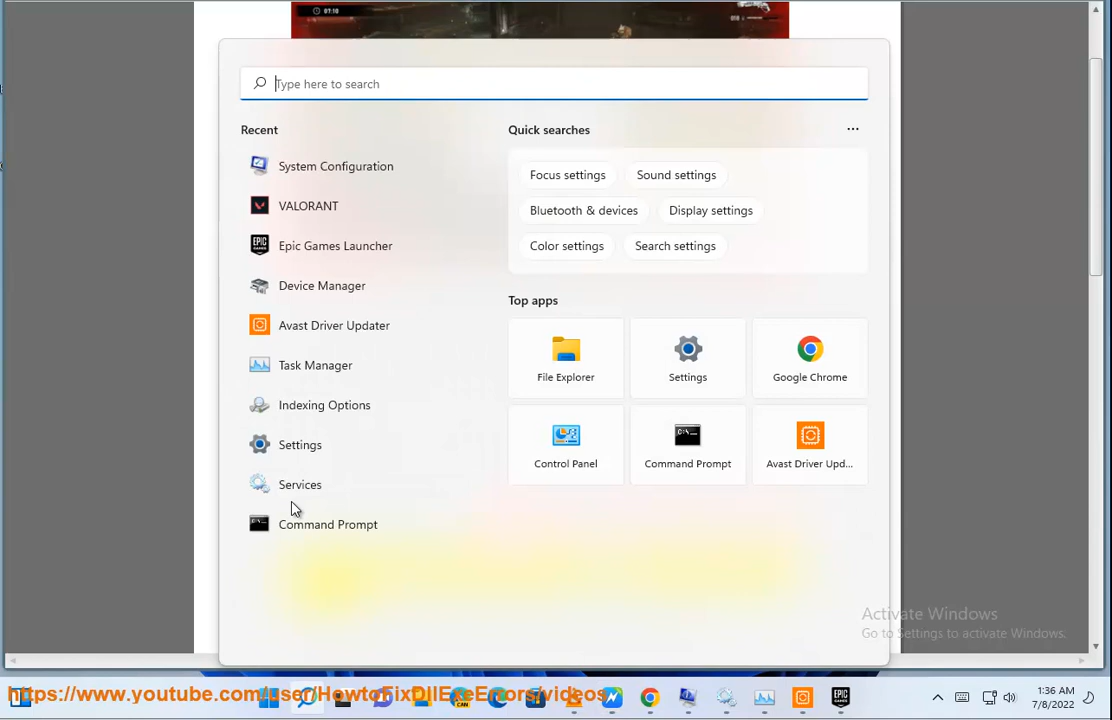 07:10
Type here to search
Recent
Quick searches
...
System Configuration
VALORANT
Epic Games Launcher
Device Manager
Avast Driver Updater
Task Manager
Indexing Options
Settings
Services
Command Prompt
Focus settings
Sound settings
Bluetooth & devices
Display settings
Color settings
Search settings
Top apps
File Explorer
Settings
Google Chrome
Control Panel
Command Prompt
Avast Driver Upd...
Activate Windows
Go to Settings to activate Windows.
https://www.youtube.com/user/HowtoFixDllExeErrors/videos
EPIC
GAMES
1:36 AM
7/8/2022